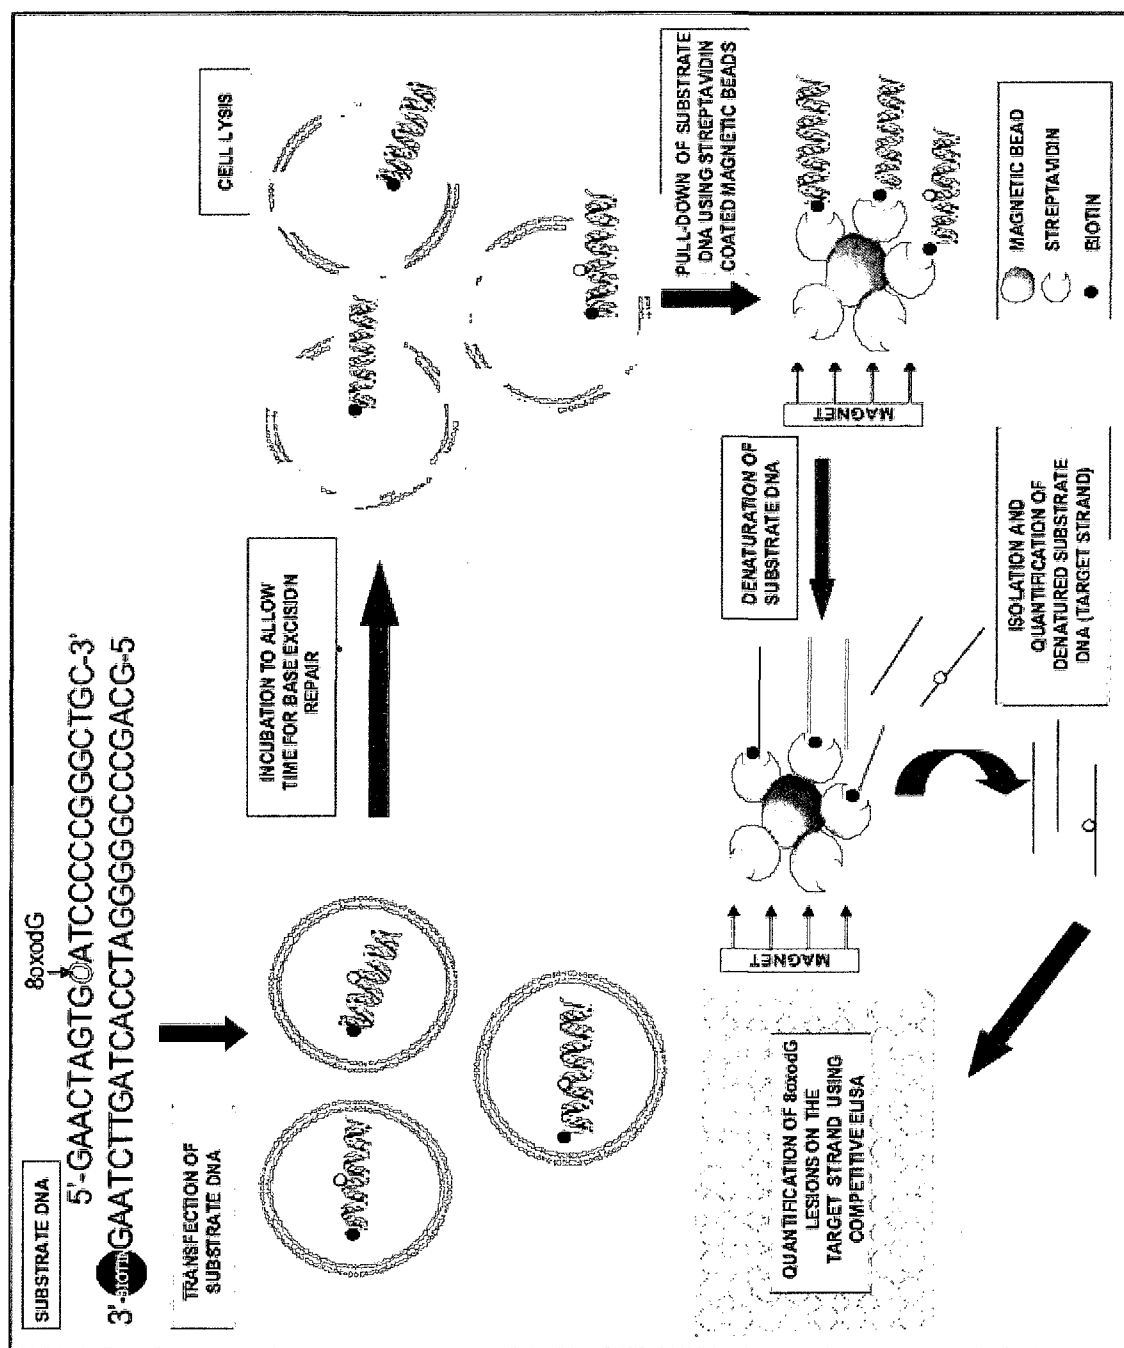 SUBSTRATE DNA
8oxodG
5'-GAACTAGTGOATCCCCCGGGCTGC-3'
3'-BIOTINGAATCTTGATCACCTAGGGGGCCCGACG-5
TRANSFECTION OF
SUBSTRATE DNA
INCUBATION TO ALLOW
TIME FOR BASE EXCISION
REPAIR
CELL LYSIS
PULL-DOWN OF SUBSTRATE
DNA USING STREPTAVIDIN
COATED MAGNETIC BEADS
MAGNET
MAGNETIC BEAD
STREPTAVIDIN
BIOTIN
DENATURATION OF
SUBSTRATE DNA
MAGNET
ISOLATION AND
QUANTIFICATION OF
DENATURED SUBSTRATE
DNA (TARGET STRAND)
QUANTIFICATION OF 8oxodG
LESIONS ON THE
TARGET STRAND USING
COMPETITIVE ELISA